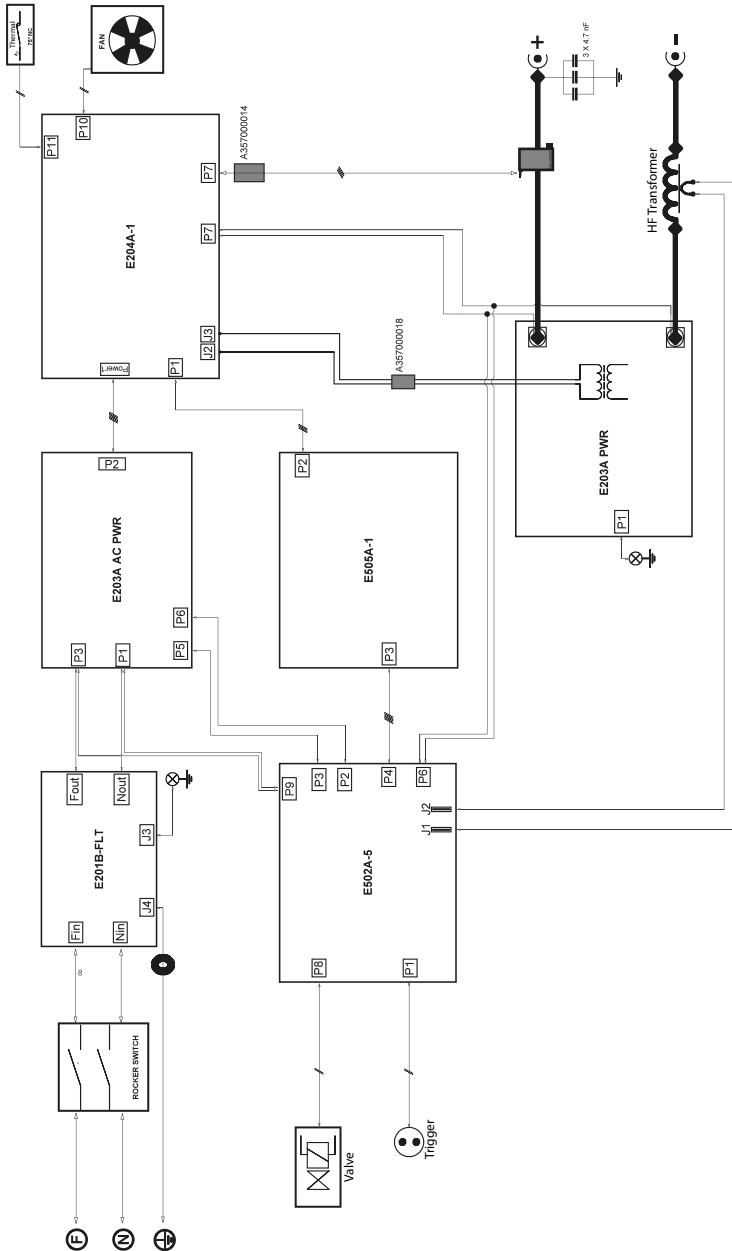 Thermal
70°NC
FAN
P11
P10
E204A-1
P7
A357000014
P7
J3
J2
Power1
P1
A357000018
+
3 X 4.7 nF
-
HF Transformer
E203A PWR
P1
P2
E203A AC PWR
P3
P1
P6
P5
P2
E505A-1
P3
Fout
Nout
E201B-FLT
J3
J4
Fin
Nin
8
P9
P3
P2
P4
P6
J2
J1
E502A-5
P8
P1
ROCKER SWITCH
Valve
Trigger
F
N